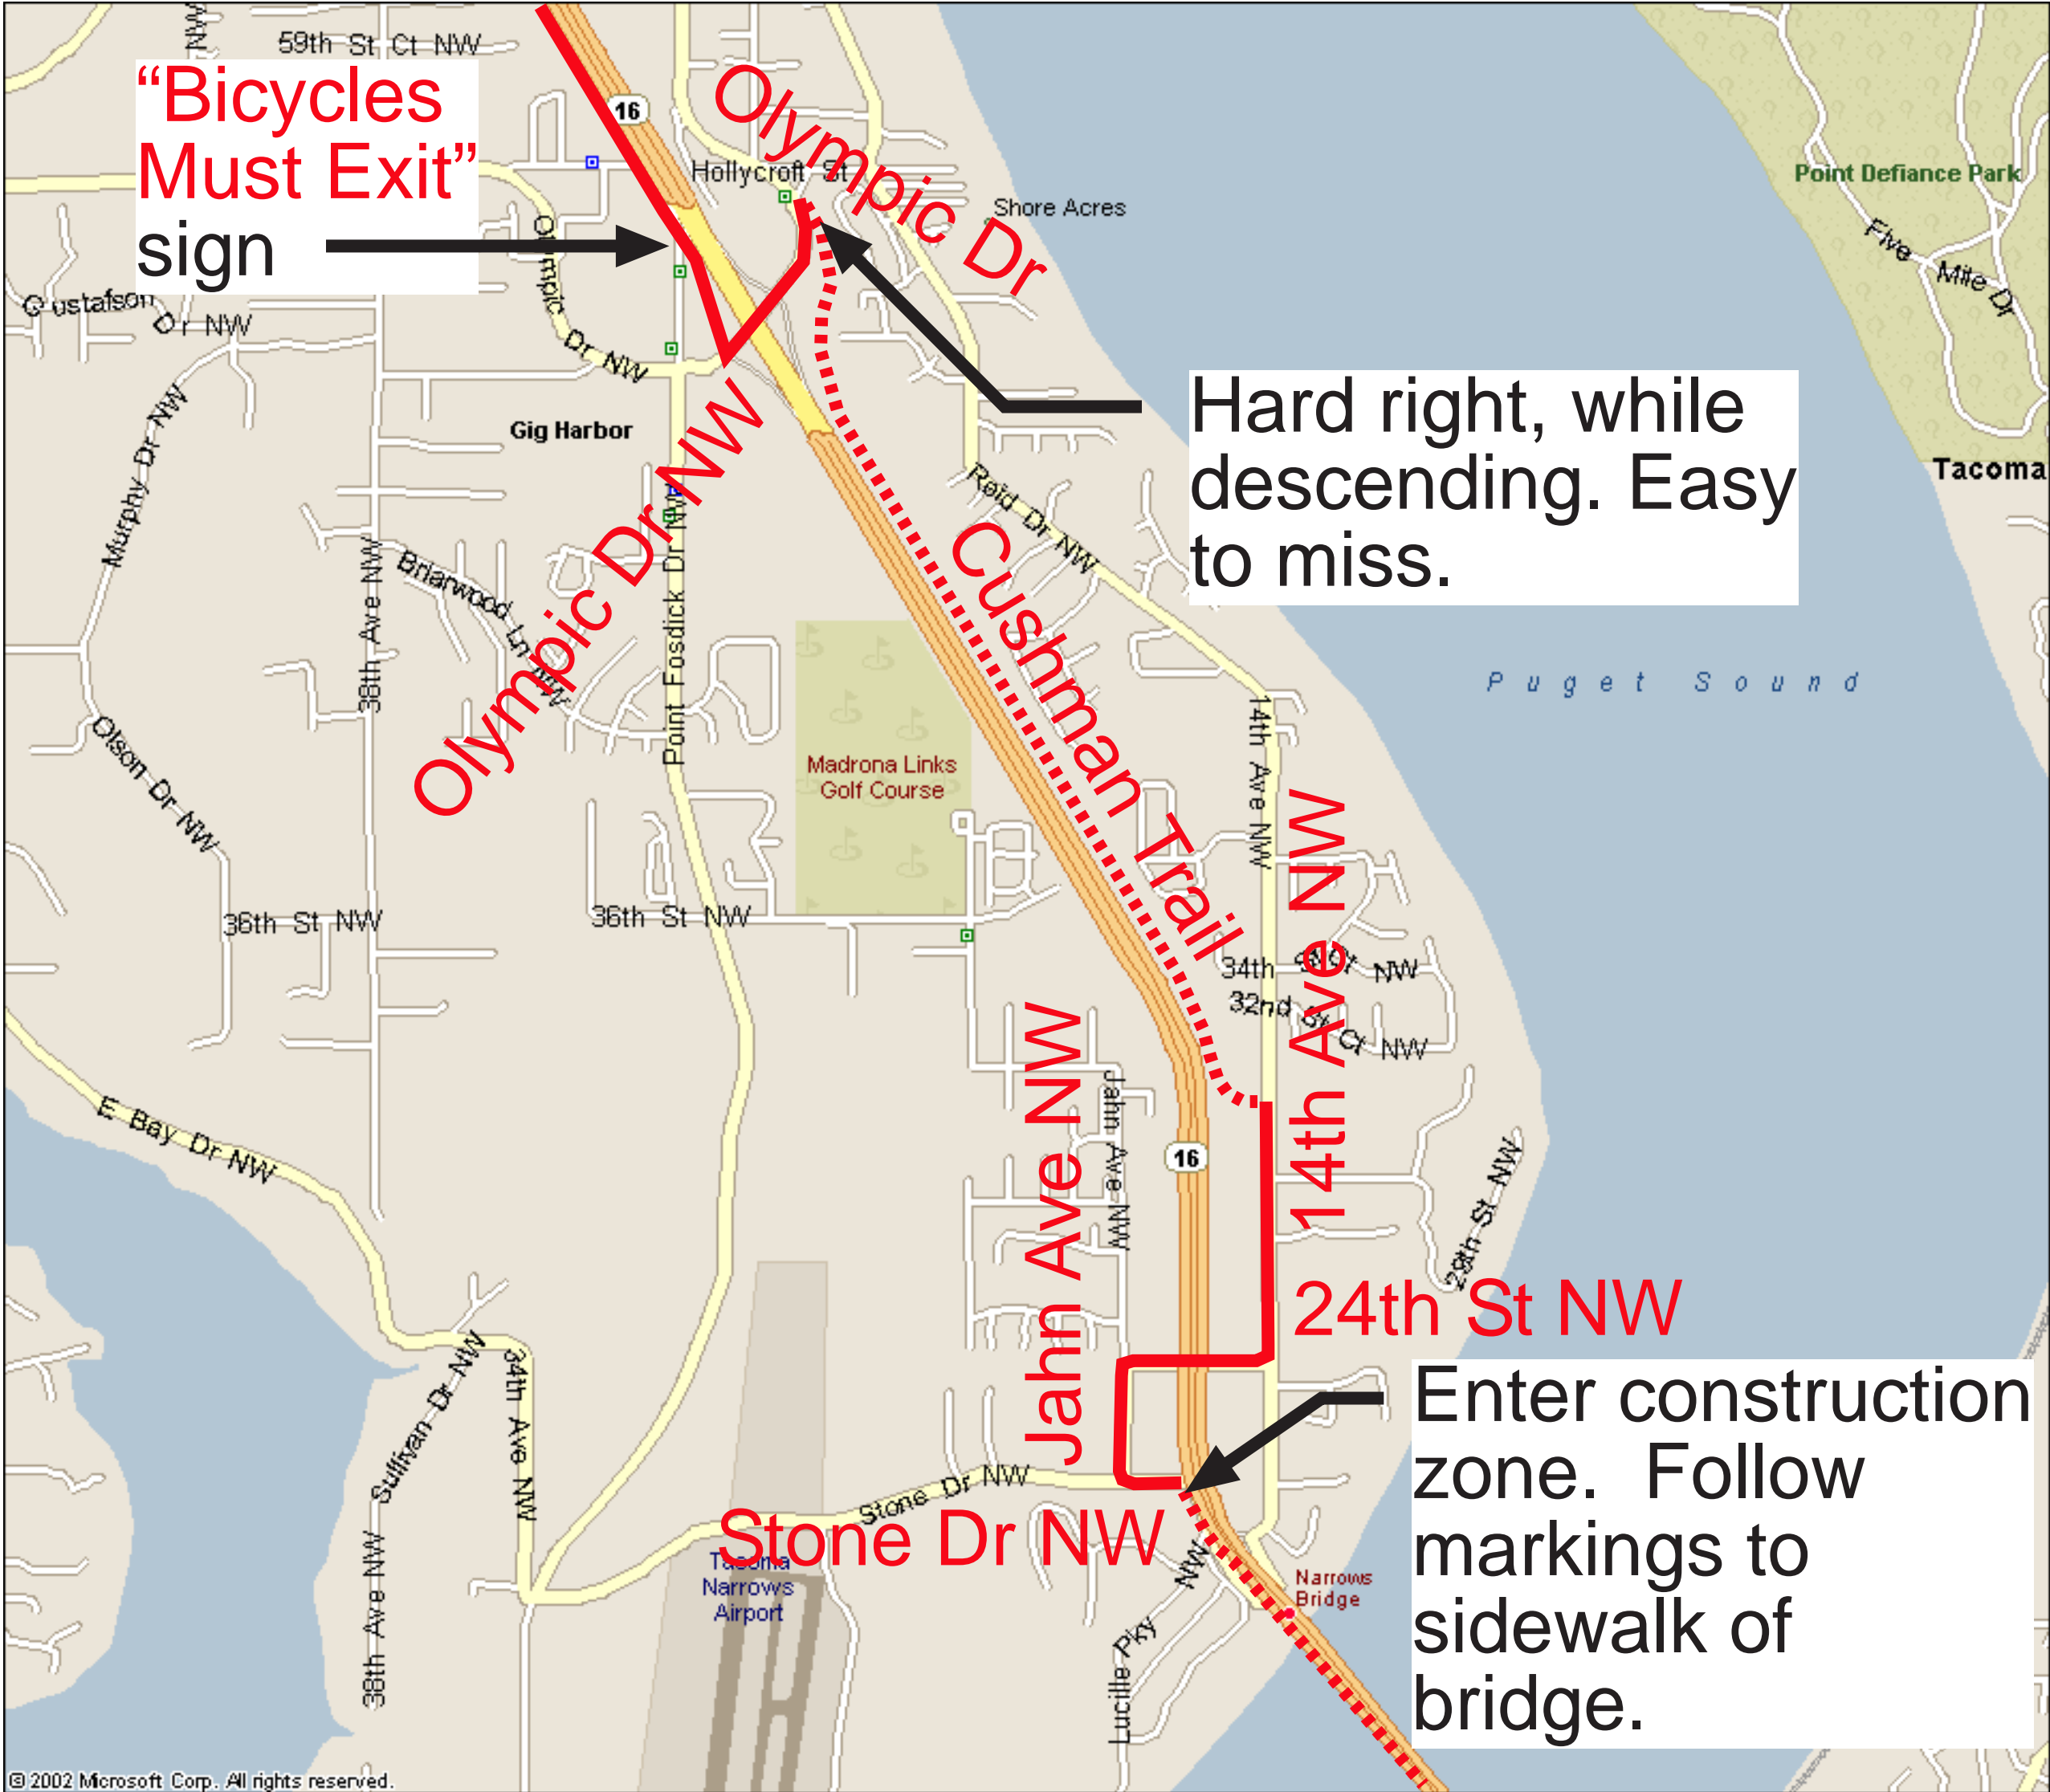 59th St Ct NW
NW
“Bicycles
Must Exit”
sign
16
Olympic Dr
Hollycroft St
Shore Acres
Point Defiance Park
Five Mile Dr
Tacoma
Gustafson Dr NW
Olympic Dr NW
Murphy Dr NW
Gig Harbor
Hard right, while
descending. Easy
to miss.
Olympic Dr NW
Reid Dr NW
Cushman Trail
38th Ave NW
Briarwood Ln NW
Point Fosdick Dr NW
Puget Sound
Olson Dr NW
Madrona Links
Golf Course
14th Ave NW
14th Ave NW
36th St NW
36th St NW
34th St Ct NW
32nd St Ct NW
Jahn Ave NW
Jahn Ave NW
E Bay Dr NW
16
29th St NW
24th St NW
Sullivan Dr NW
34th Ave NW
Enter construction
zone. Follow
markings to
sidewalk of
bridge.
Stone Dr NW
Stone Dr NW
Tacoma
Narrows
Airport
NW
Narrows
Bridge
38th Ave NW
Lucille Pky
© 2002 Microsoft Corp. All rights reserved.